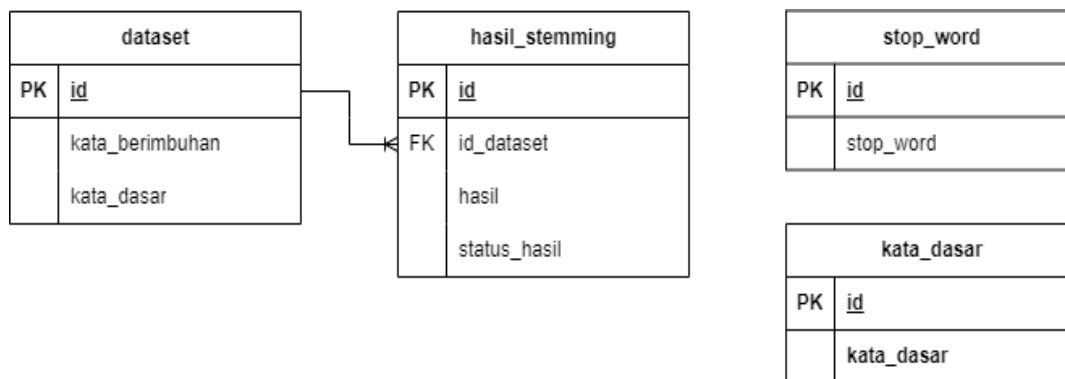 dataset
PK id
kata_berimbuhan
kata_dasar
hasil_stemming
PK id
FK id_dataset
hasil
status_hasil
stop_word
PK id
stop_word
kata_dasar
PK id
kata_dasar